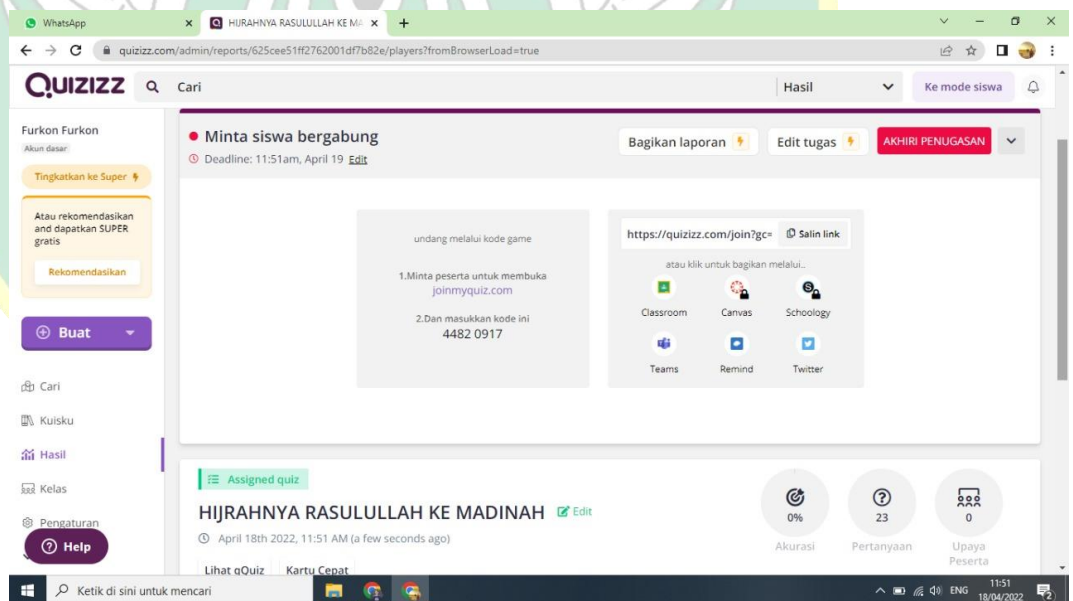 WhatsApp
HIJRAHNYA RASULULLAH KE MA
quizizz.com/admin/reports/625cee51ff2762001df7b82e/players?fromBrowserLoad=true
QUIZIZZ
Cari
Hasil
Ke mode siswa
Furkon Furkon
Akun dasar
Tingkatkan ke Super
Atau rekomendasikan
and dapatkan SUPER
gratis
Rekomendasikan
Buat
Cari
Kuisku
Hasil
Kelas
Pengaturan
Help
Minta siswa bergabung
Deadline: 11:51am, April 19 Edit
Bagikan laporan
Edit tugas
AKHIRI PENUGASAN
undang melalui kode game
1.Minta peserta untuk membuka
joinmyquiz.com
2.Dan masukkan kode ini
4482 0917
https://quizizz.com/join?gc=
Salin link
atau klik untuk bagikan melalui..
Classroom
Canvas
Schoology
Teams
Remind
Twitter
Assigned quiz
HIJRAHNYA RASULULLAH KE MADINAH Edit
April 18th 2022, 11:51 AM (a few seconds ago)
Lihat qQuiz
Kartu Cepat
0%
Akurasi
23
Pertanyaan
0
Upaya
Peserta
Ketik di sini untuk mencari
ENG
11:51
18/04/2022
2